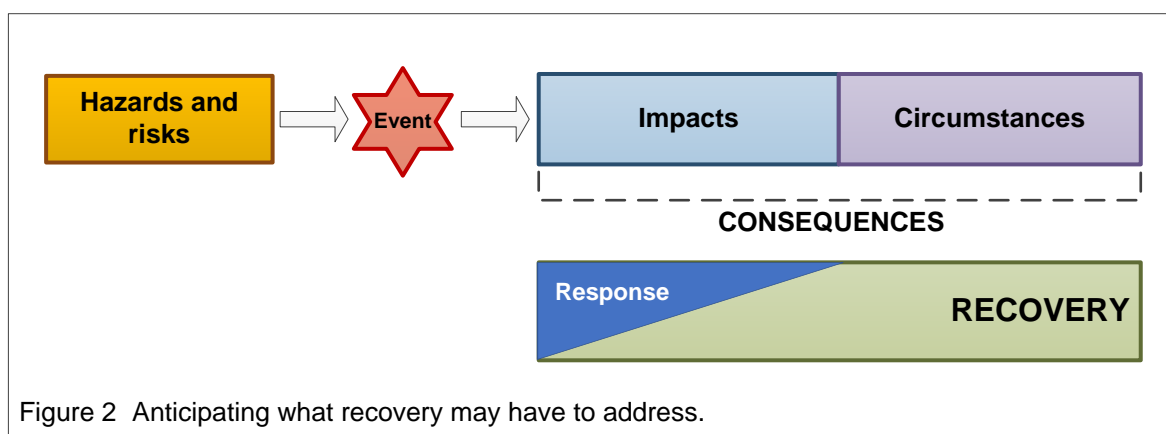 Hazards and
risks
Event
Impacts
Circumstances
CONSEQUENCES
Response
RECOVERY
Figure 2 Anticipating what recovery may have to address.